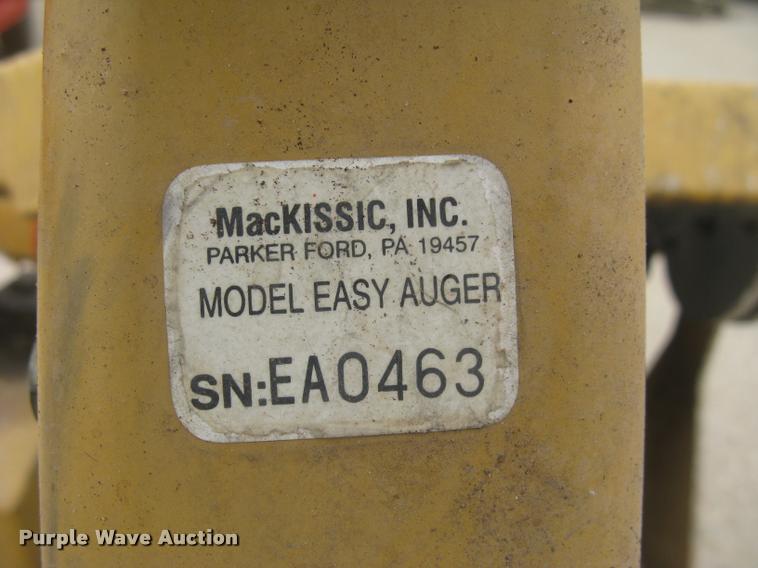 MacKISSIC, INC.
PARKER FORD, PA 19457
MODEL EASY AUGER
SN:EA0463
Purple Wave Auction